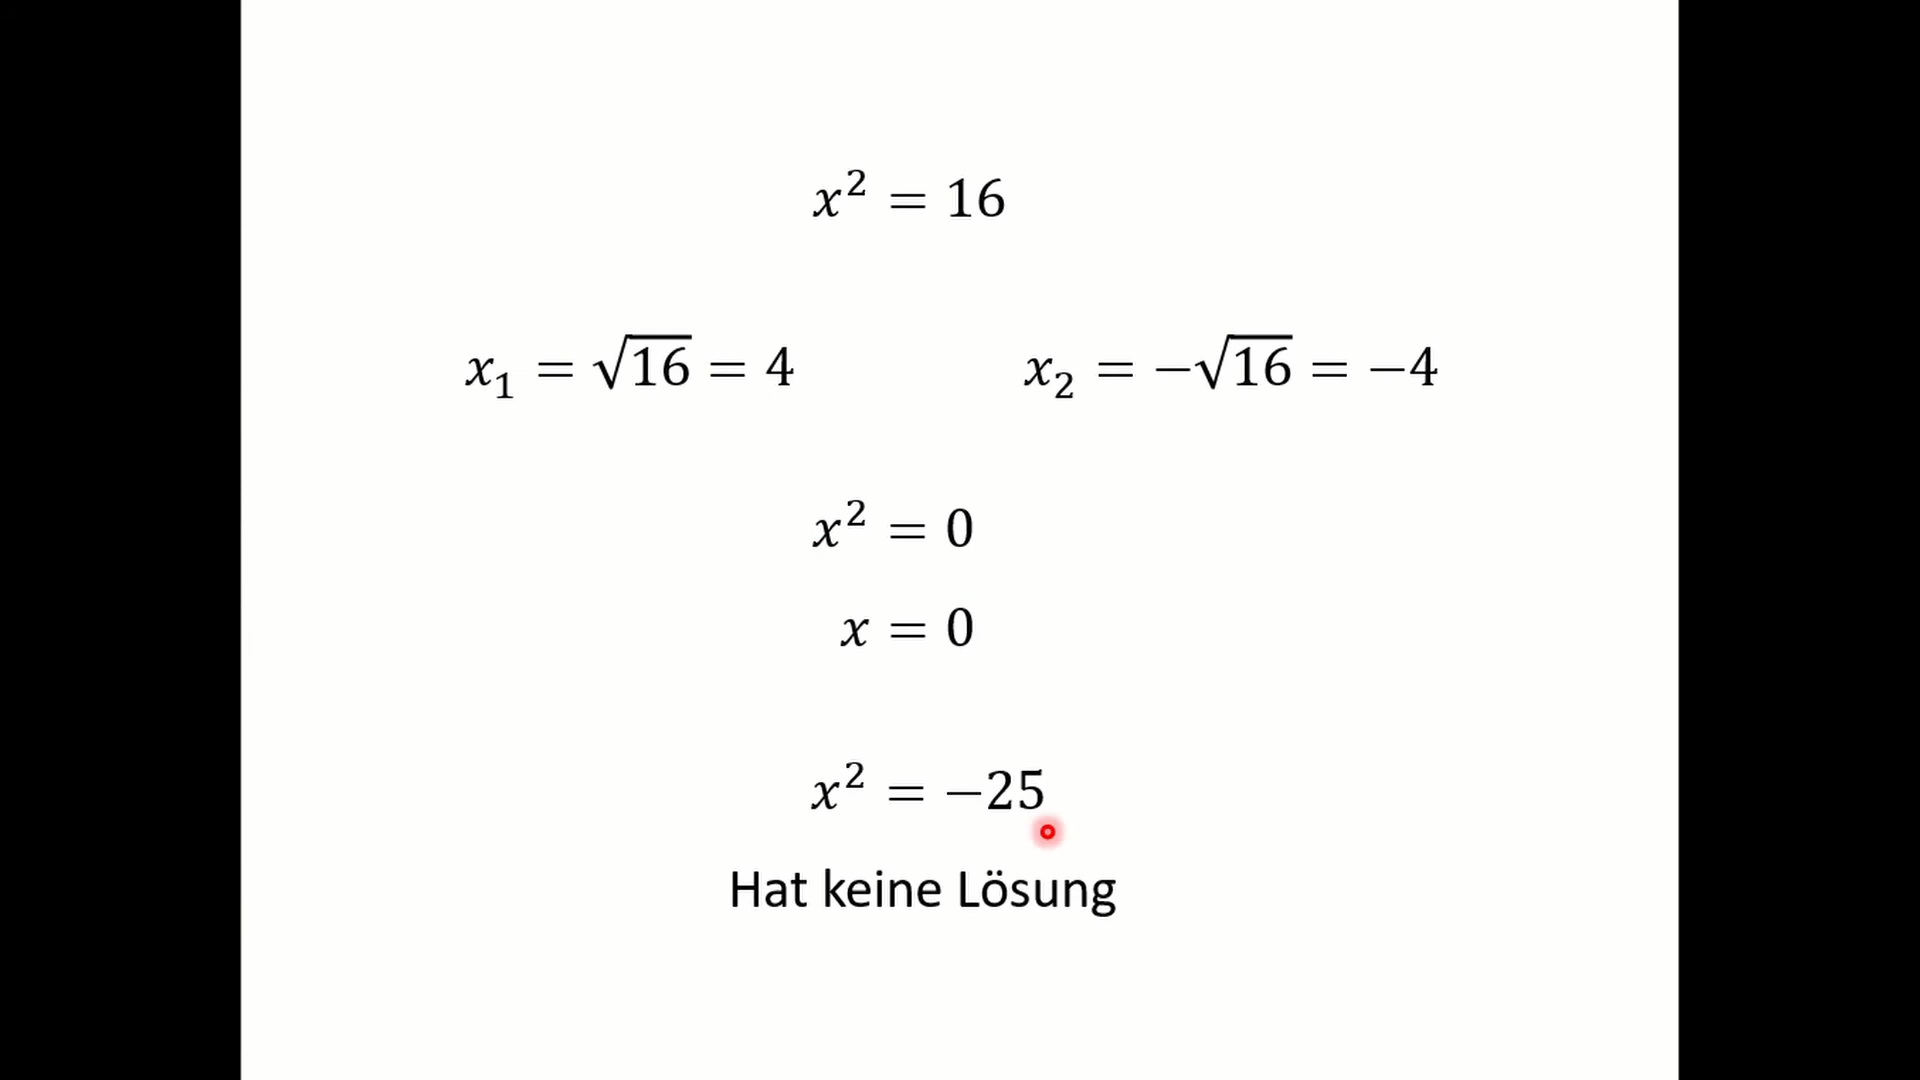 x² = 16
x₁ = √16 = 4 x₂ = −√16 = −4
x² = 0
x = 0
x² = −25
Hat keine Lösung